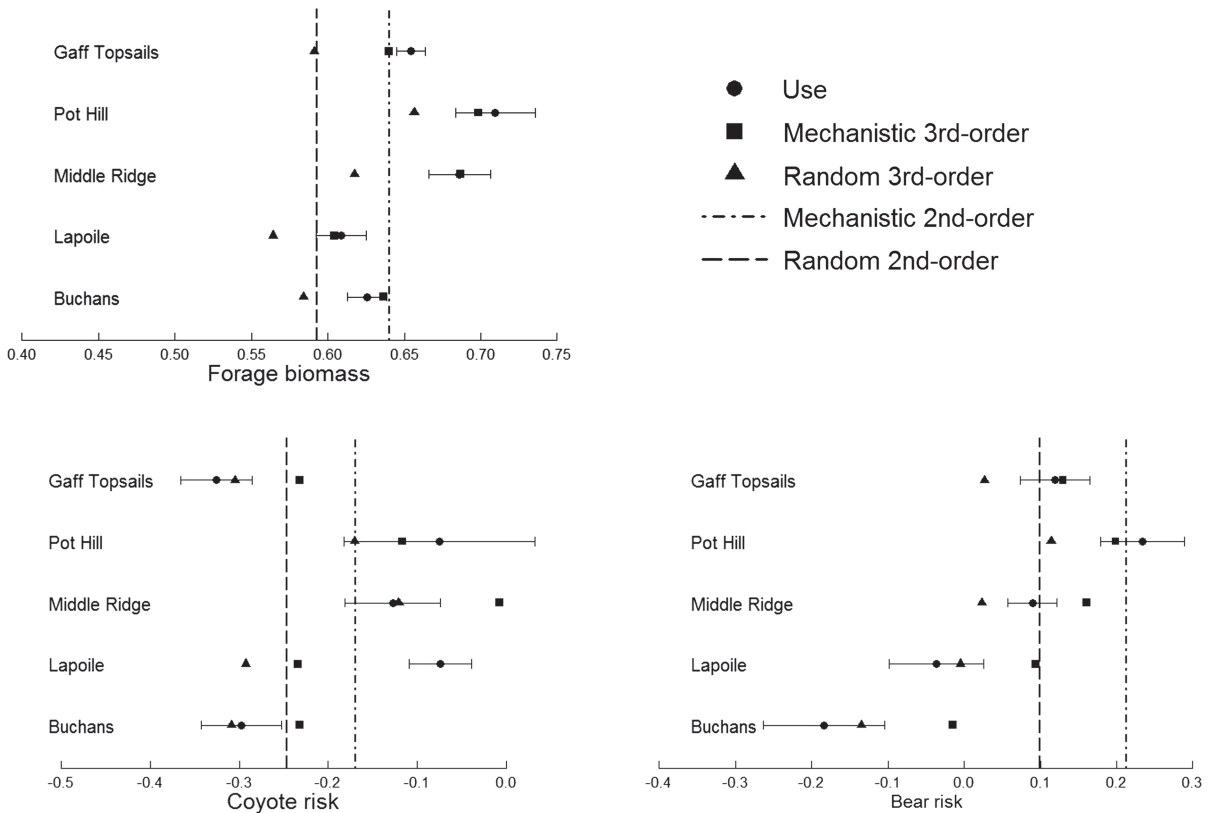 Gaff Topsails
Pot Hill
Middle Ridge
Lapoile
Buchans
0.40 0.45 0.50 0.55 0.60 0.65 0.70 0.75
Forage biomass
Use
Mechanistic 3rd-order
Random 3rd-order
Mechanistic 2nd-order
Random 2nd-order
Gaff Topsails
Pot Hill
Middle Ridge
Lapoile
Buchans
-0.5 -0.4 -0.3 -0.2 -0.1 0.0
Coyote risk
Gaff Topsails
Pot Hill
Middle Ridge
Lapoile
Buchans
-0.4 -0.3 -0.2 -0.1 0.0 0.1 0.2 0.3
Bear risk